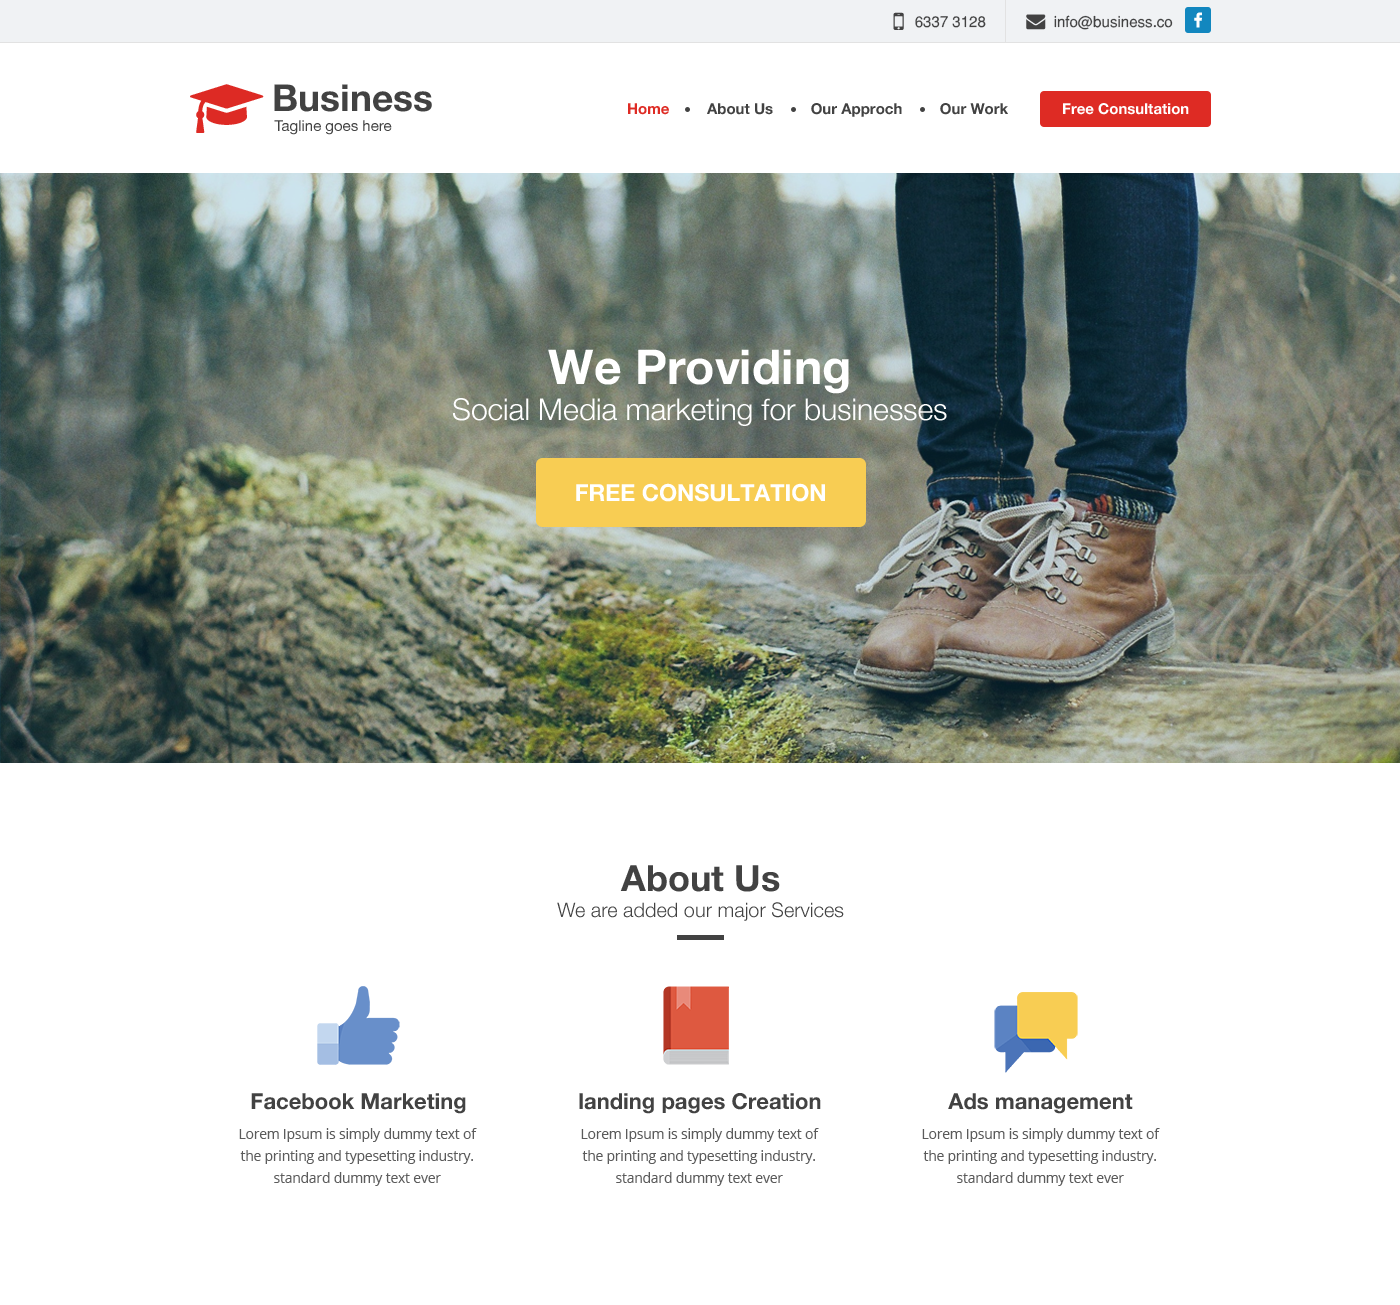 6337 3128
info@business.co
Business
Tagline goes here
Home • About Us • Our Approch • Our Work
Free Consultation
We Providing
Social Media marketing for businesses
FREE CONSULTATION
About Us
We are added our major Services
Facebook Marketing
Lorem Ipsum is simply dummy text of
the printing and typesetting industry.
standard dummy text ever
landing pages Creation
Lorem Ipsum is simply dummy text of
the printing and typesetting industry.
standard dummy text ever
Ads management
Lorem Ipsum is simply dummy text of
the printing and typesetting industry.
standard dummy text ever